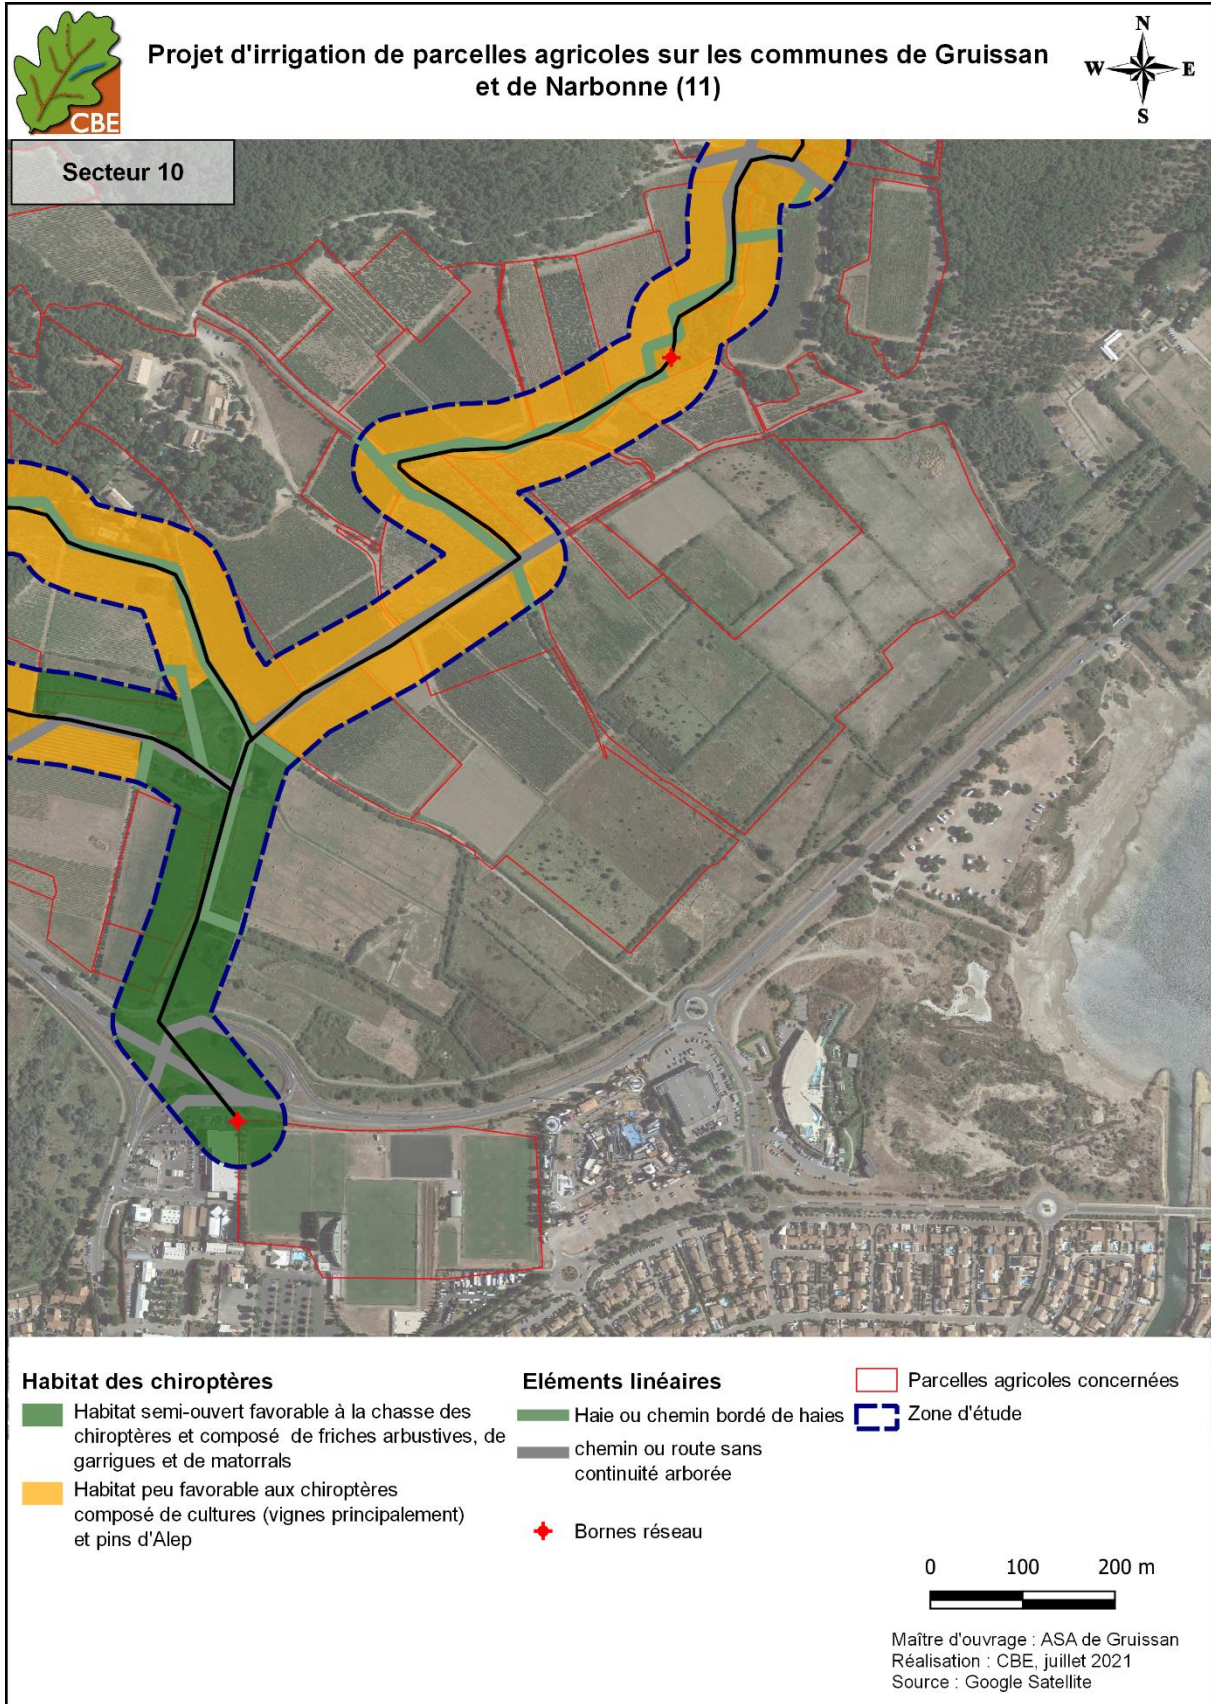 Projet d'irrigation de parcelles agricoles sur les communes de Gruissan
et de Narbonne (11)
CBE
N
W
E
S
Secteur 10
Habitat des chiroptères
Habitat semi-ouvert favorable à la chasse des
chiroptères et composé de friches arbustives, de
garrigues et de matorrals
Habitat peu favorable aux chiroptères
composé de cultures (vignes principalement)
et pins d'Alep
Eléments linéaires
Haie ou chemin bordé de haies
chemin ou route sans
continuité arborée
Bornes réseau
Parcelles agricoles concernées
Zone d'étude
0 100 200 m
Maître d'ouvrage : ASA de Gruissan
Réalisation : CBE, juillet 2021
Source : Google Satellite